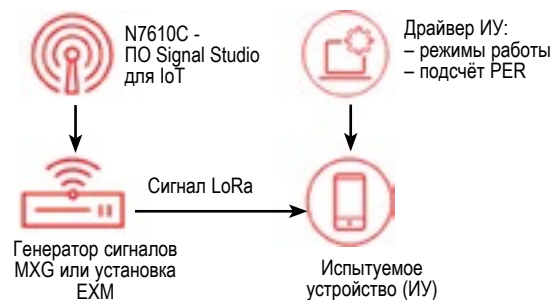 N7610C -
ПО Signal Studio
для IoT
Драйвер ИУ:
– режимы работы
– подсчёт PER
Сигнал LoRa
Генератор сигналов
MXG или установка
EXM
Испытуемое
устройство (ИУ)